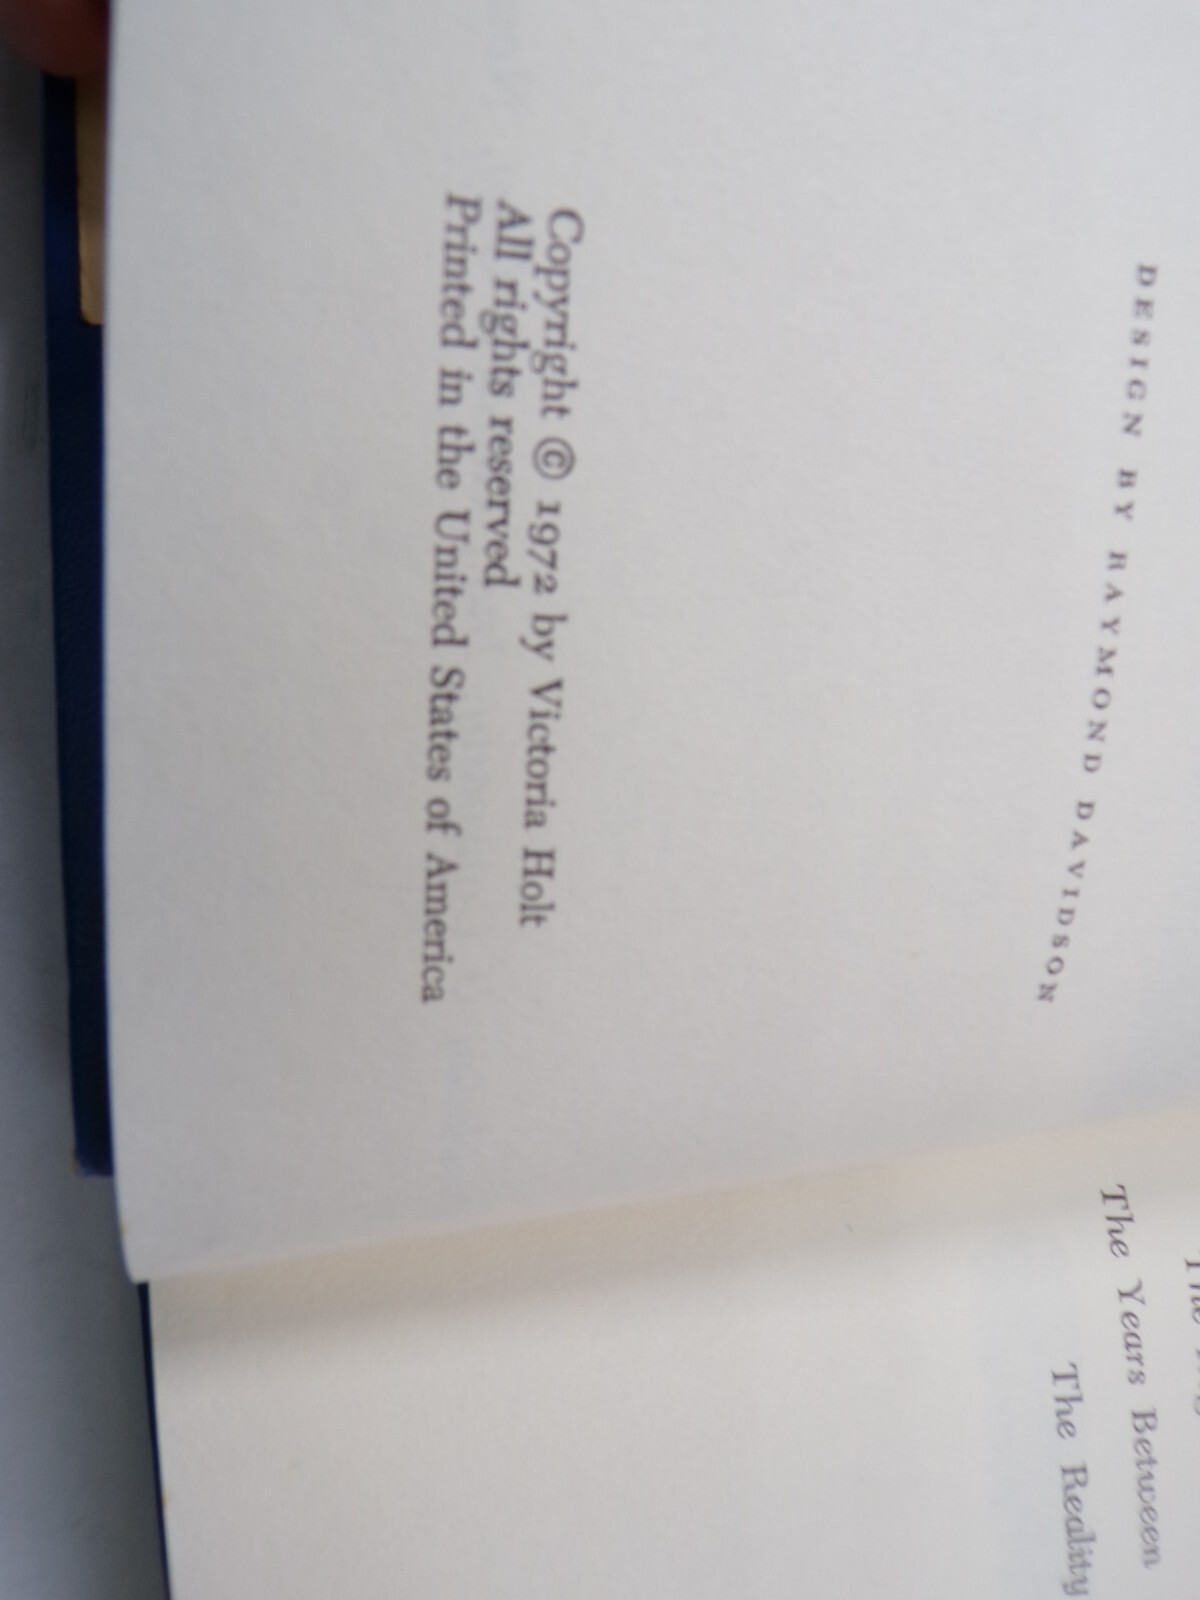 DESIGN BY RAYMOND DAVIDSON
Copyright © 1972 by Victoria Holt
All rights reserved
Printed in the United States of America
The
The Years Between
The Reality